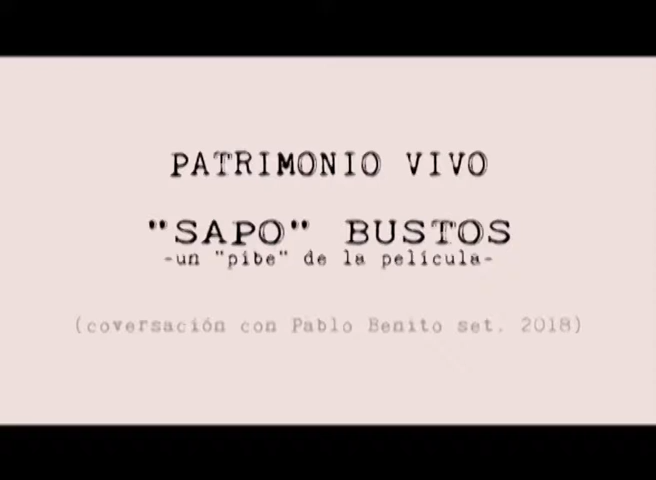 PATRIMONIO VIVO
"SAPO" BUSTOS
-un "pibe" de la película-
(coversación con Pablo Benito set. 2018)